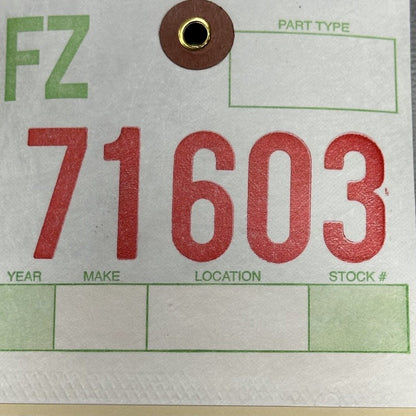 FZ
PART TYPE
71603
YEAR MAKE LOCATION STOCK #